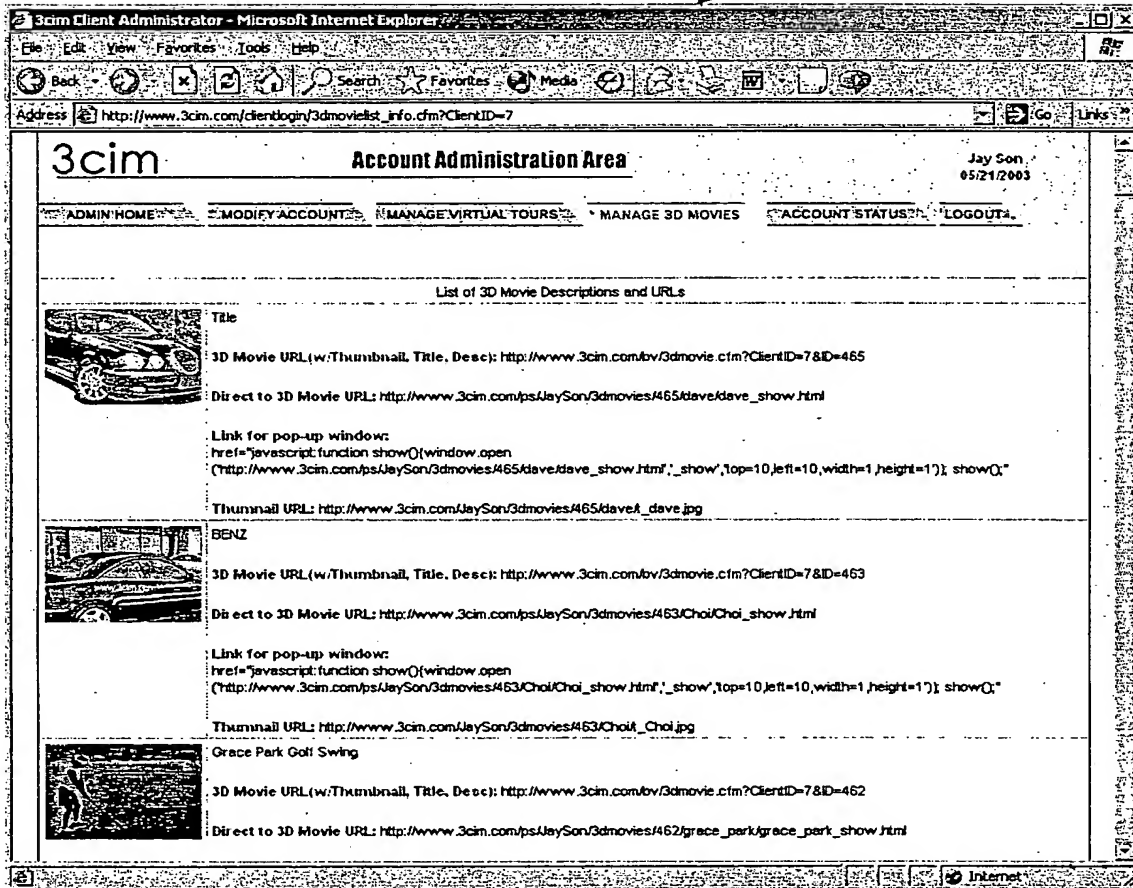 3cim Client Administrator - Microsoft Internet Explorer
File Edit View Favorites Tools Help
Back Search Favorites Media
Address http://www.3cim.com/clientlogin/3dmovielist_info.cfm?ClientID=7 Go Links »
3cim Account Administration Area Jay Son
05/21/2003
ADMIN HOME MODIFY ACCOUNT MANAGE VIRTUAL TOURS MANAGE 3D MOVIES ACCOUNT STATUS LOGOUT
List of 3D Movie Descriptions and URLs
Title
3D Movie URL(w/Thumbnail, Title, Desc): http://www.3cim.com/bv/3dmovie.cfm?ClientID=7&ID=465
Direct to 3D Movie URL: http://www.3cim.com/ps/JaySon/3dmovies/465/dave/dave_show.html
Link for pop-up window:
href="javascript:function show(){window.open
('http://www.3cim.com/ps/JaySon/3dmovies/465/dave/dave_show.html','_show','top=10,left=10,width=1,height=1')}; show();"
Thumnail URL: http://www.3cim.com/JaySon/3dmovies/465/dave/t_dave.jpg
BENZ
3D Movie URL(w/Thumbnail, Title, Desc): http://www.3cim.com/bv/3dmovie.cfm?ClientID=7&ID=463
Direct to 3D Movie URL: http://www.3cim.com/ps/JaySon/3dmovies/463/Choi/Choi_show.html
Link for pop-up window:
href="javascript:function show(){window.open
('http://www.3cim.com/ps/JaySon/3dmovies/463/Choi/Choi_show.html','_show','top=10,left=10,width=1,height=1')}; show();"
Thumnail URL: http://www.3cim.com/JaySon/3dmovies/463/Choi/t_Choi.jpg
Grace Park Golf Swing
3D Movie URL(w/Thumbnail, Title, Desc): http://www.3cim.com/bv/3dmovie.cfm?ClientID=7&ID=462
Direct to 3D Movie URL: http://www.3cim.com/ps/JaySon/3dmovies/462/grace_park/grace_park_show.html
Internet